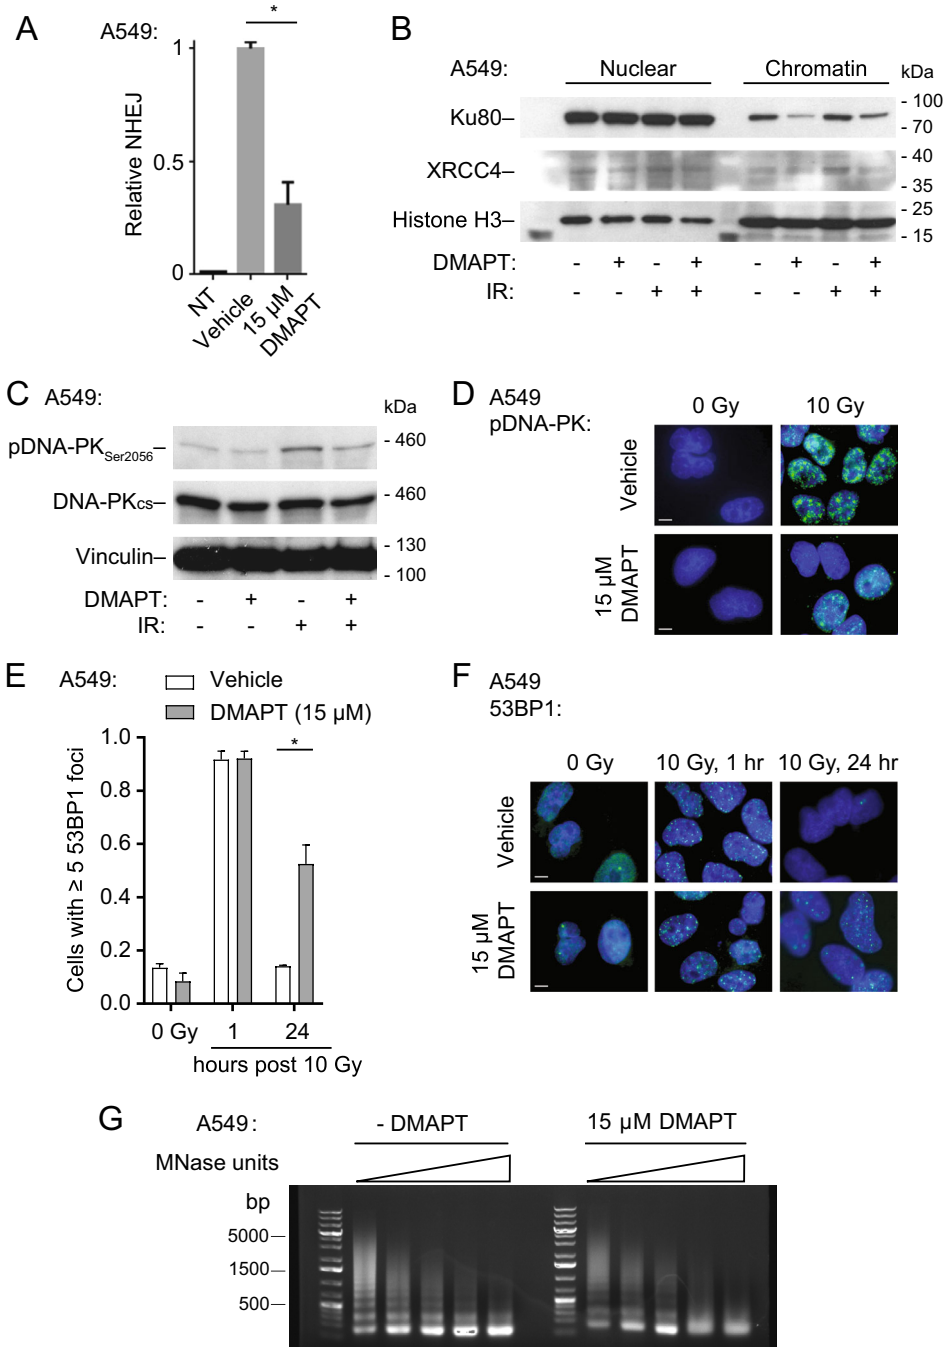 A
A549:
*
Relative NHEJ
1
0.5
0
NT
Vehicle
15 µM
DMAPT
B
A549:
Nuclear
Chromatin
kDa
Ku80–
- 100
- 70
XRCC4–
- 40
- 35
Histone H3–
- 25
- 15
DMAPT: - + - + - + - +
IR: - - + + - - + +
C
A549:
kDa
pDNA-PKSer2056–
- 460
DNA-PKcs–
- 460
Vinculin–
- 130
- 100
DMAPT: - + - +
IR: - - + +
D
A549
pDNA-PK:
0 Gy
10 Gy
Vehicle
15 µM
DMAPT
E
A549:
Vehicle
DMAPT (15 µM)
*
Cells with ≥ 5 53BP1 foci
1.0
0.8
0.6
0.4
0.2
0.0
0 Gy
1
24
hours post 10 Gy
F
A549
53BP1:
0 Gy
10 Gy, 1 hr
10 Gy, 24 hr
Vehicle
15 µM
DMAPT
G
A549:
- DMAPT
15 µM DMAPT
MNase units
bp
5000–
1500–
500–